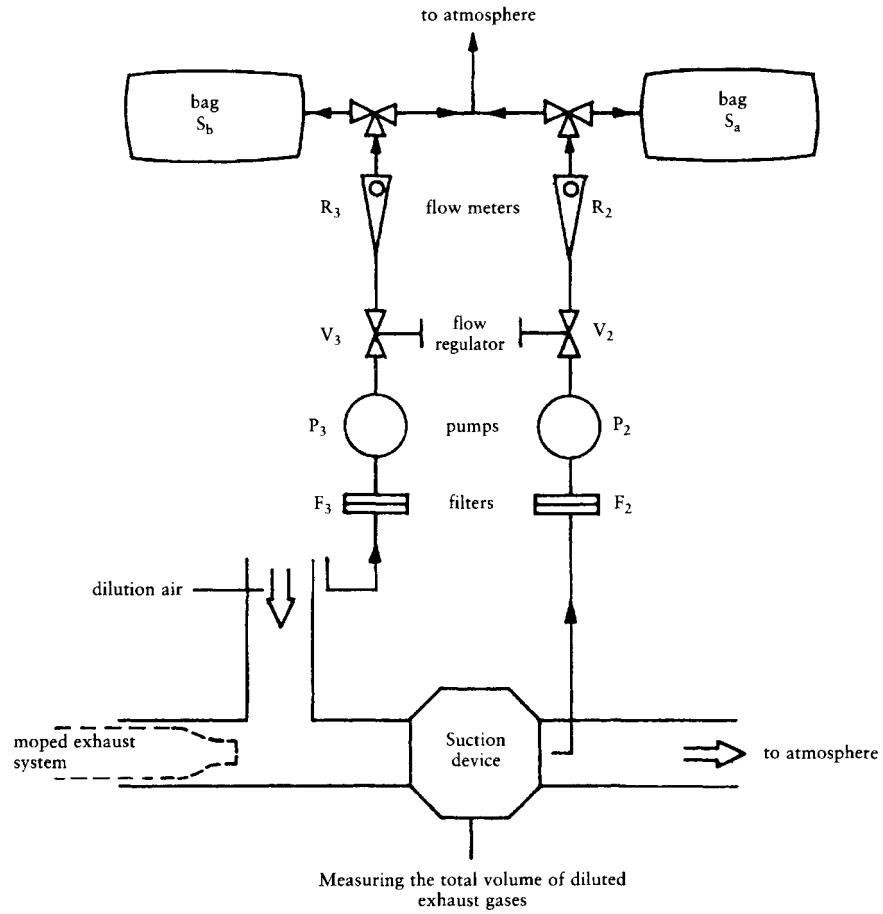 to atmosphere
bag
S_b
bag
S_a
R_3
flow meters
R_2
V_3
flow
regulator
V_2
P_3
pumps
P_2
F_3
filters
F_2
dilution air
moped exhaust
system
Suction
device
to atmosphere
Measuring the total volume of diluted
exhaust gases